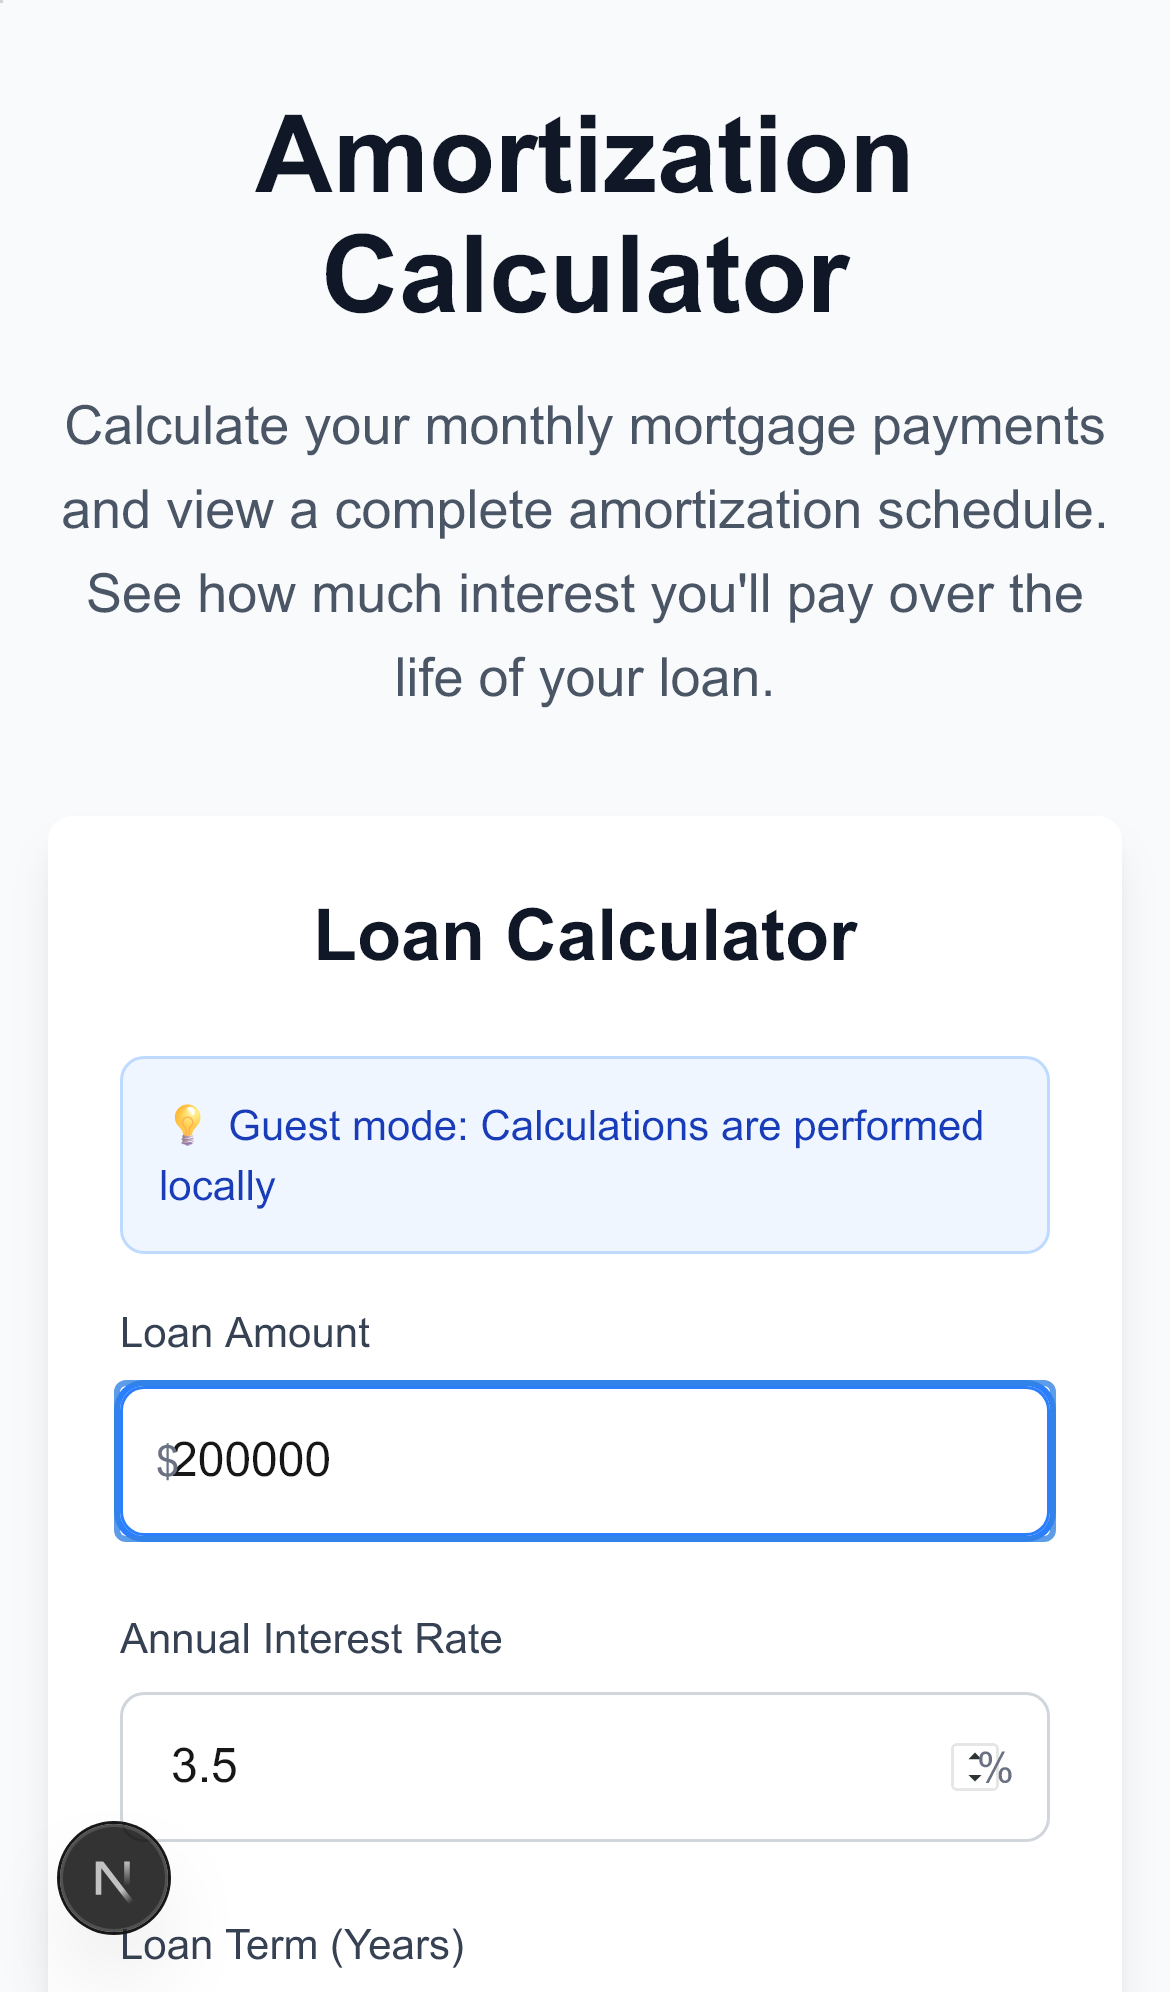 Amortization
Calculator
Calculate your monthly mortgage payments
and view a complete amortization schedule.
See how much interest you'll pay over the
life of your loan.
Loan Calculator
💡 Guest mode: Calculations are performed
locally
Loan Amount
$200000
Annual Interest Rate
3.5 %
N
Loan Term (Years)